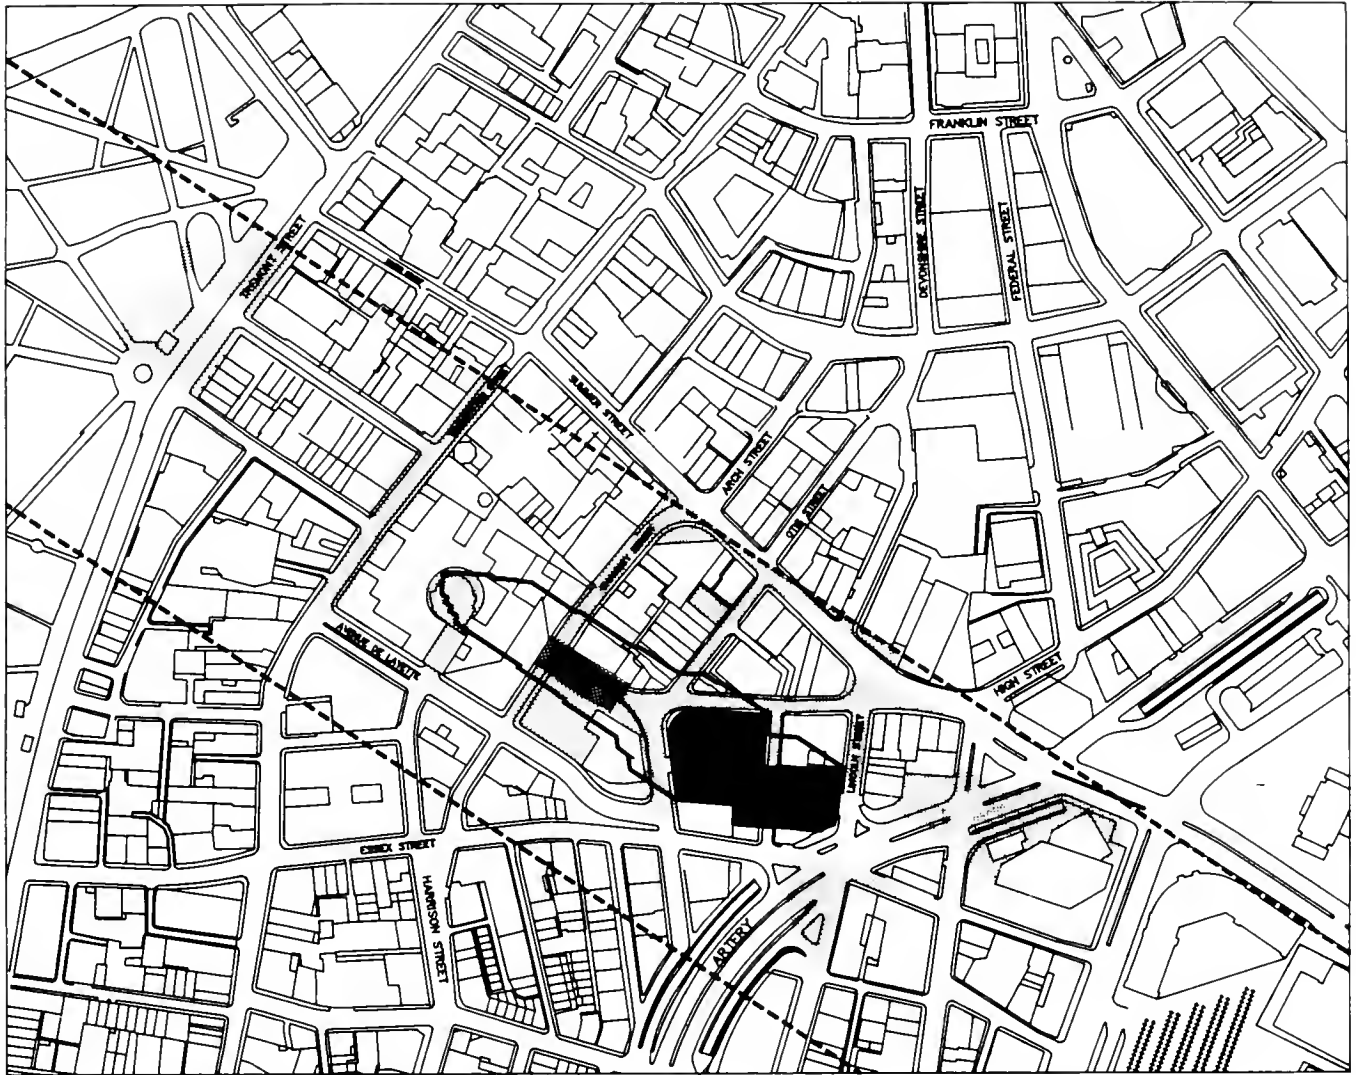 FRANKLIN STREET
DEVONSHIRE STREET
FEDERAL STREET
TREMONT STREET
SUMMER STREET
ARCH STREET
OTIS STREET
AVENUE DE LAFAYETTE
HIGH STREET
LINCOLN STREET
ESSEX STREET
HARRISON STREET
ARTERY